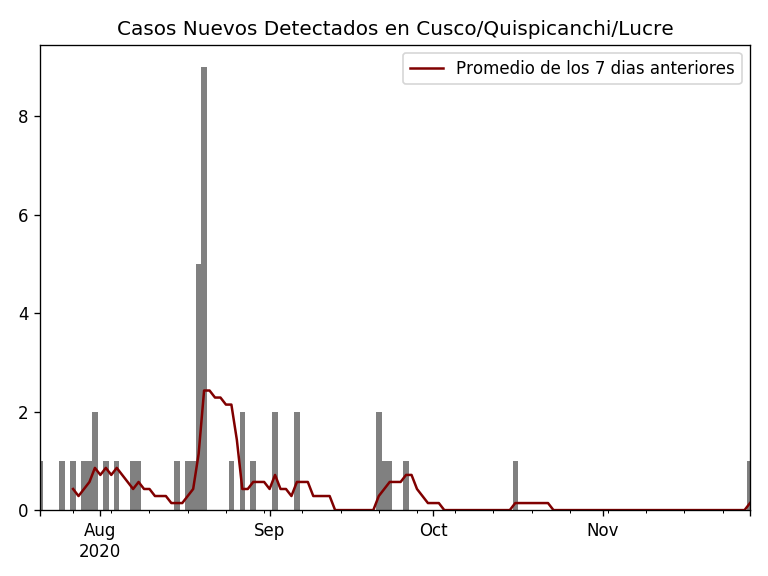 Casos Nuevos Detectados en Cusco/Quispicanchi/Lucre
Promedio de los 7 dias anteriores
8
6
4
2
0
Aug Sep Oct Nov
2020